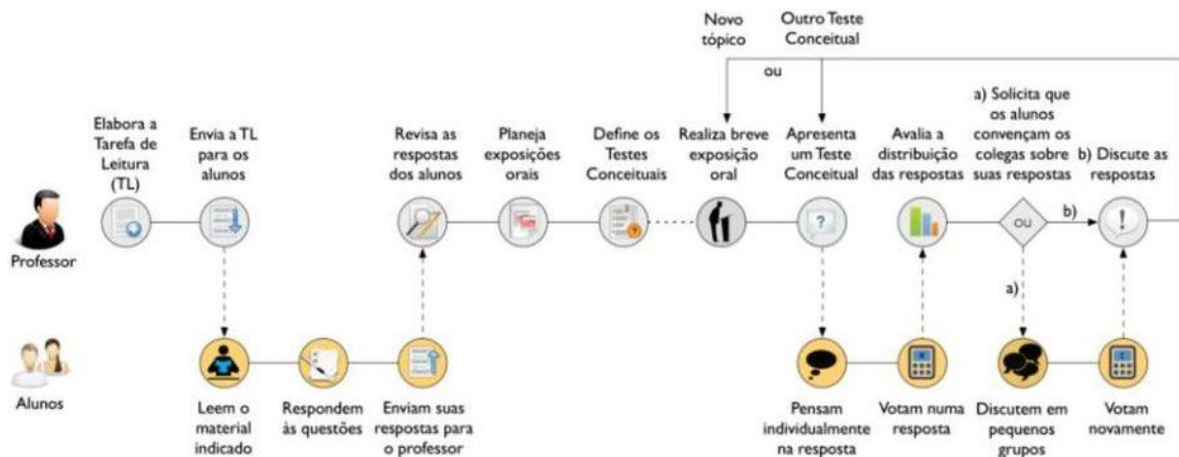 Novo
tópico
Outro Teste
Conceitual
ou
Elabora a
Tarefa de
Leitura
(TL)
Envia a TL
para os
alunos
Revisa as
respostas
dos alunos
Planeja
exposições
orais
Define os
Testes
Conceituais
Realiza breve
exposição
oral
Apresenta
um Teste
Conceitual
Avalia a
distribuição
das respostas
a) Solicita que
os alunos
convençam os
colegas sobre
suas respostas
b) Discute as
respostas
?
ou
b)
!
Professor
a)
Alunos
Leem o
material
indicado
Respondem
às questões
Enviam suas
respostas para
o professor
Pensam
individualmente
na resposta
Votam numa
resposta
Discutem em
pequenos
grupos
Votam
novamente